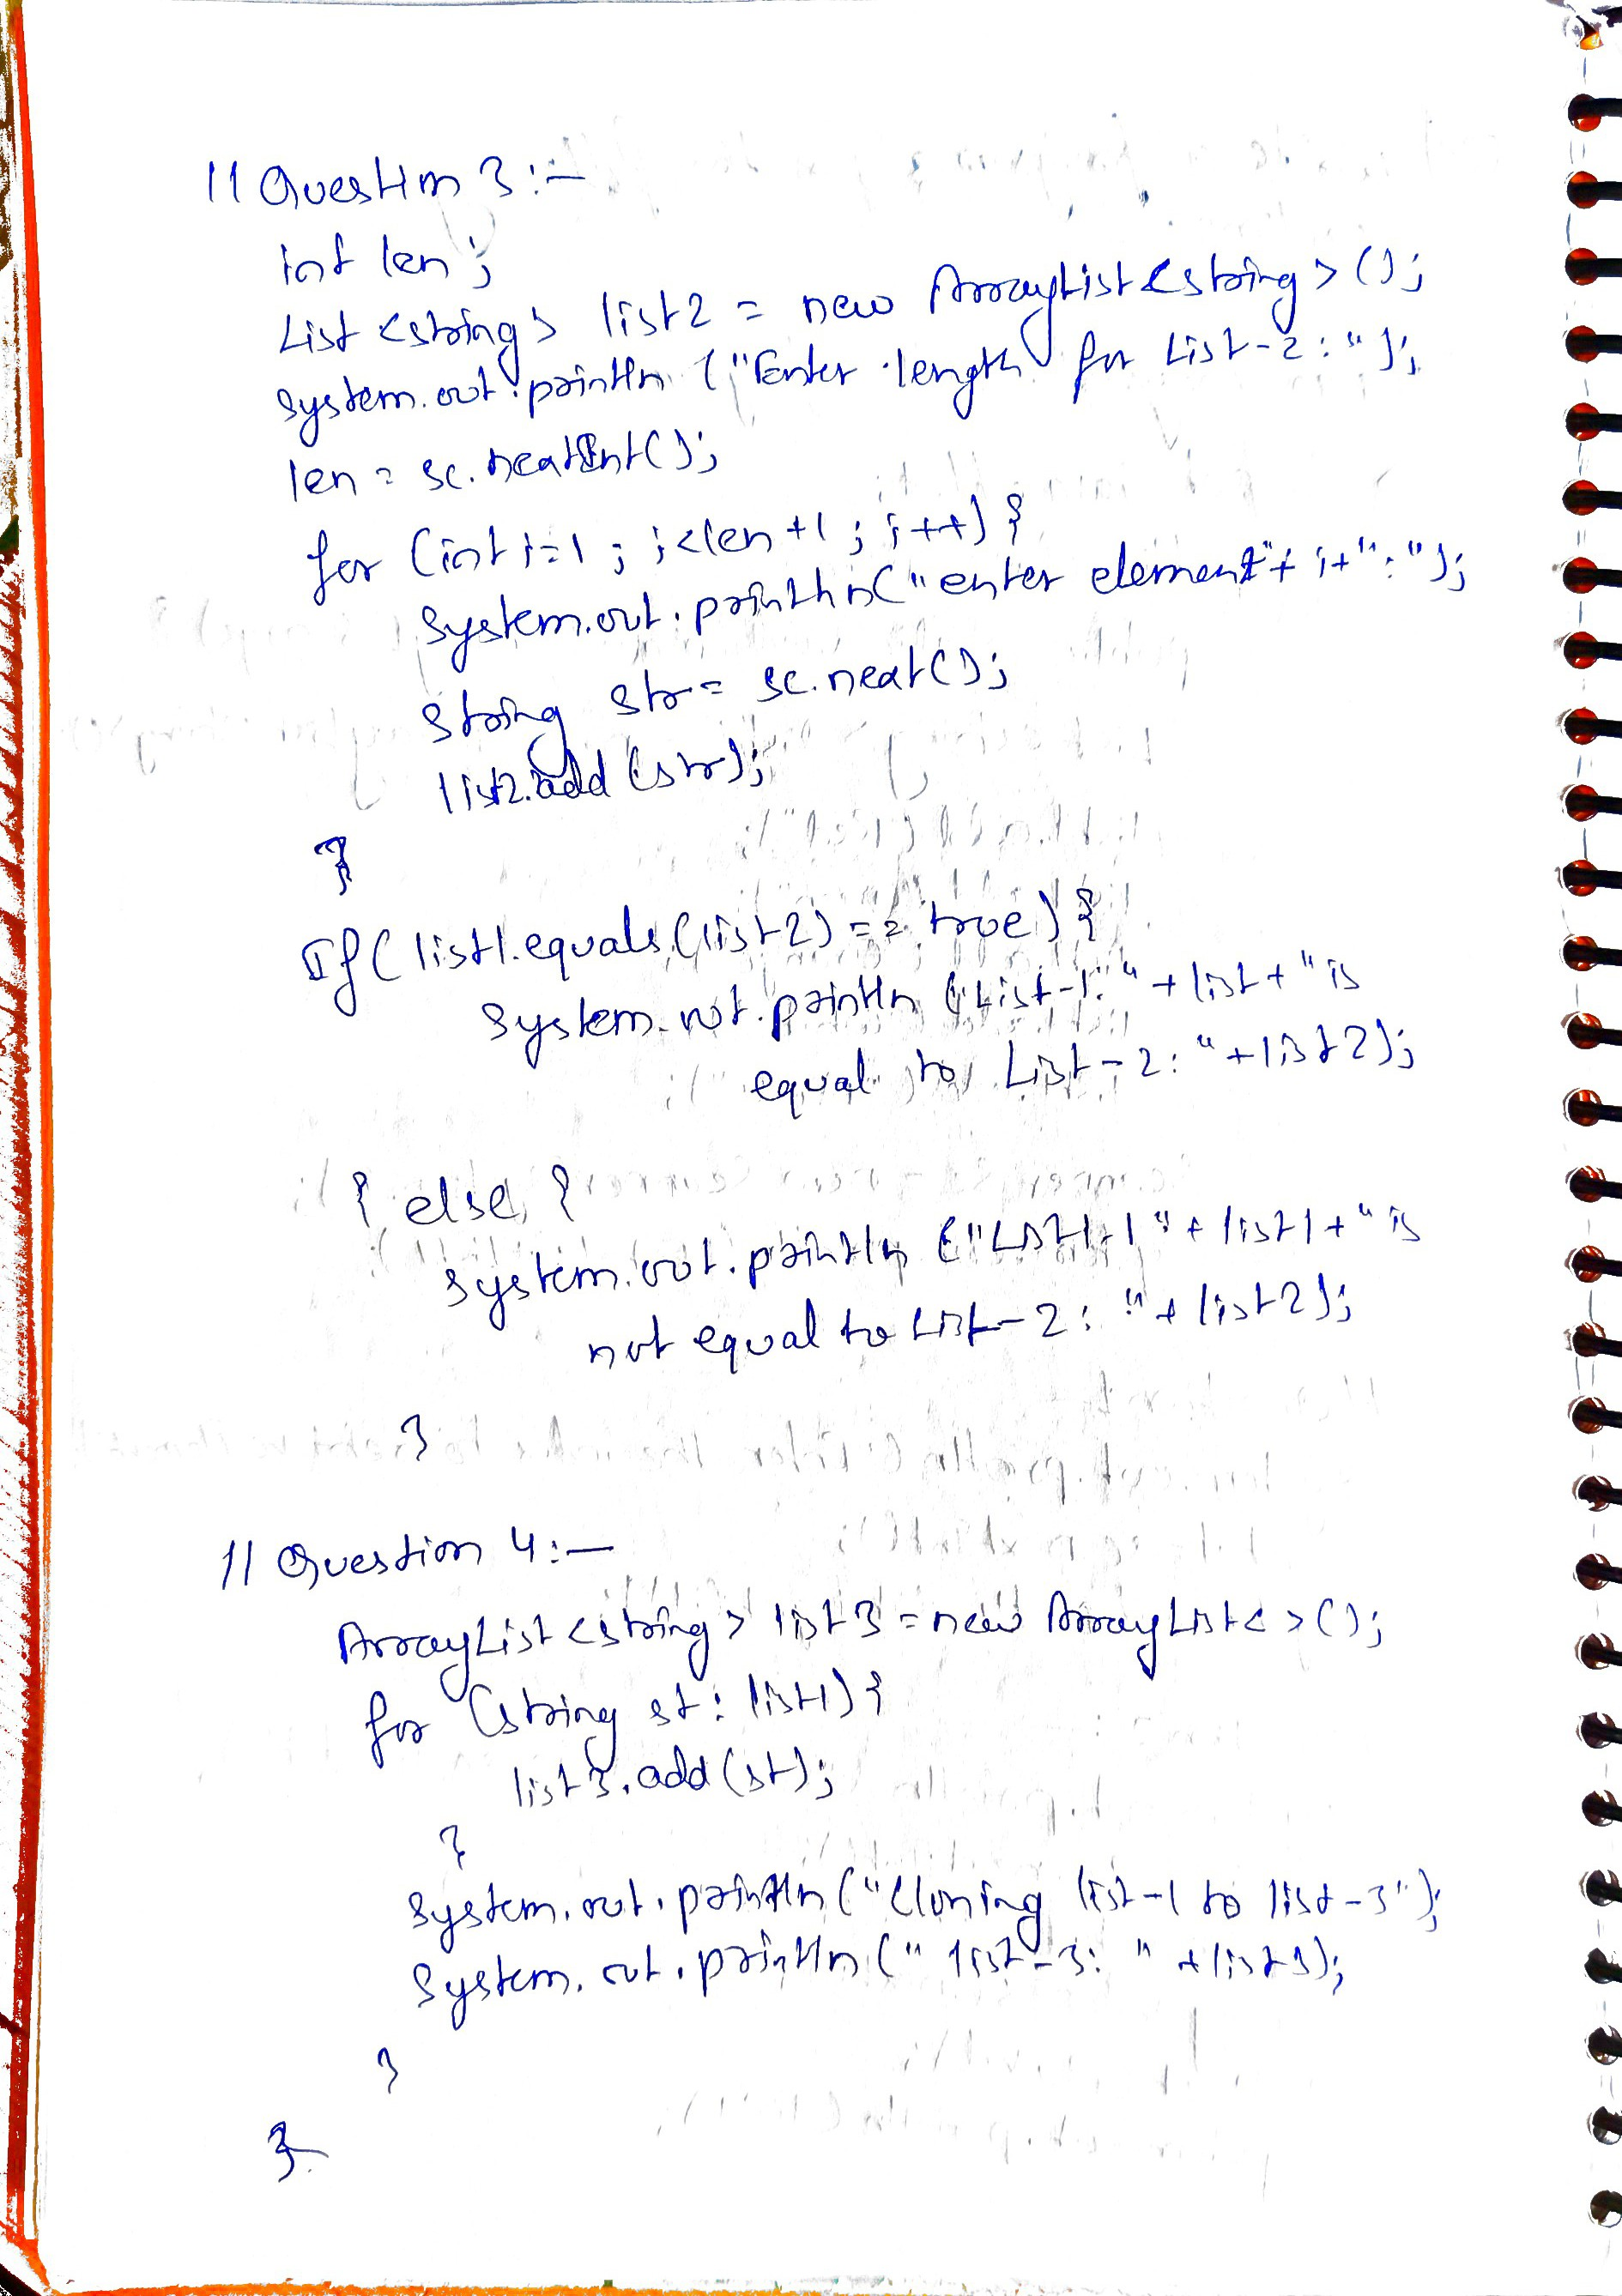 // Question 3:-
int len;
List <string> list2 = new ArrayList<string>();
System.out.println ("Enter length for List-2:");
len = sc.nextInt();
for (int i=1; i<len+1; i++) {
System.out.println("enter element"+i+":");
string str = sc.next();
list2.add(str);
}
If(list1.equals(list2)==true){
System.out.println("List-1:"+list+"is
equal to List-2:"+list2);
} else {
System.out.println("List-1"+list1+"is
not equal to List-2:"+list2);
}
// Question 4:-
ArrayList<string> list3 = new ArrayList<>();
for (string st: list1){
list3.add(st);
}
System.out.println("Cloning list-1 to list-3");
System.out.println("list-3:"+list3);
}
}